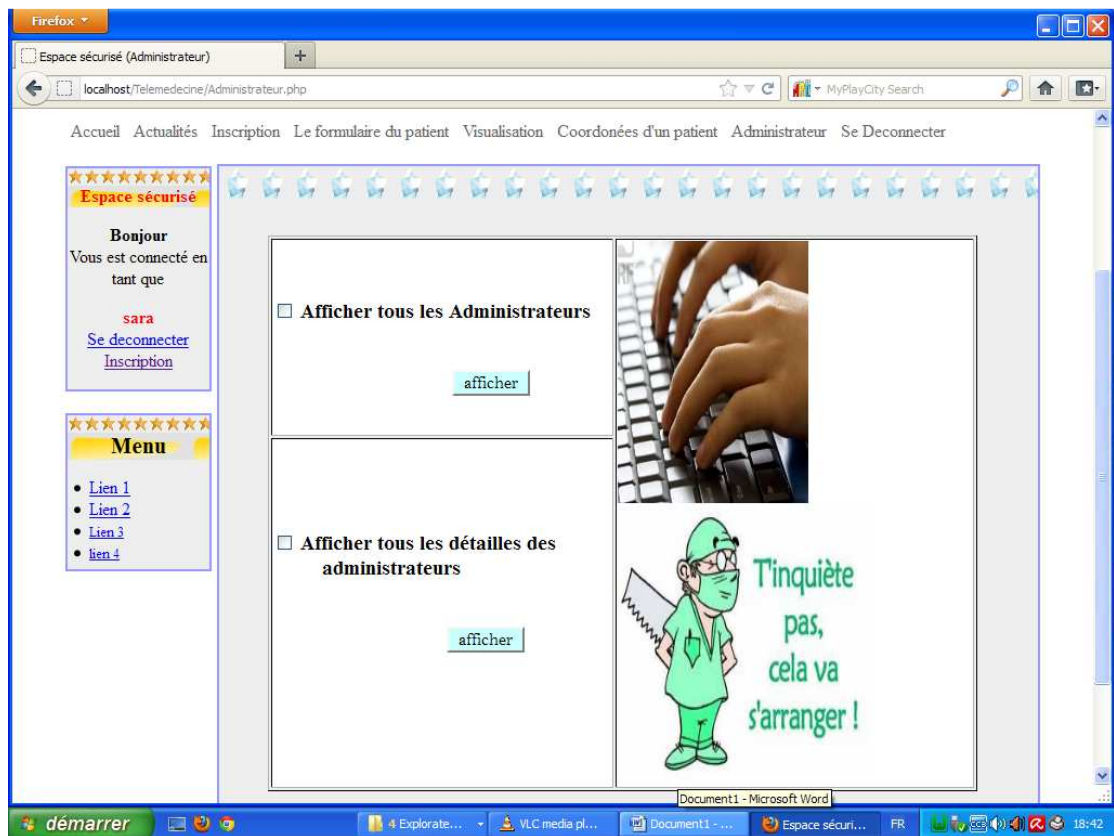 Firefox
Espace sécurisé (Administrateur)
localhost/Telemedecine/Administrateur.php
MyPlayCity Search
Accueil Actualités Inscription Le formulaire du patient Visualisation Coordonées d'un patient Administrateur Se Deconnecter
Espace sécurisé
Bonjour
Vous est connecté en
tant que
sara
Se deconnecter
Inscription
Menu
Lien 1
Lien 2
Lien 3
lien 4
Afficher tous les Administrateurs
afficher
Afficher tous les détailles des
administrateurs
afficher
T'inquiète
pas,
cela va
s'arranger !
Document1 - Microsoft Word
démarrer
4 Explorate...
VLC media pl...
Document1 - ...
Espace sécuri...
FR
18:42